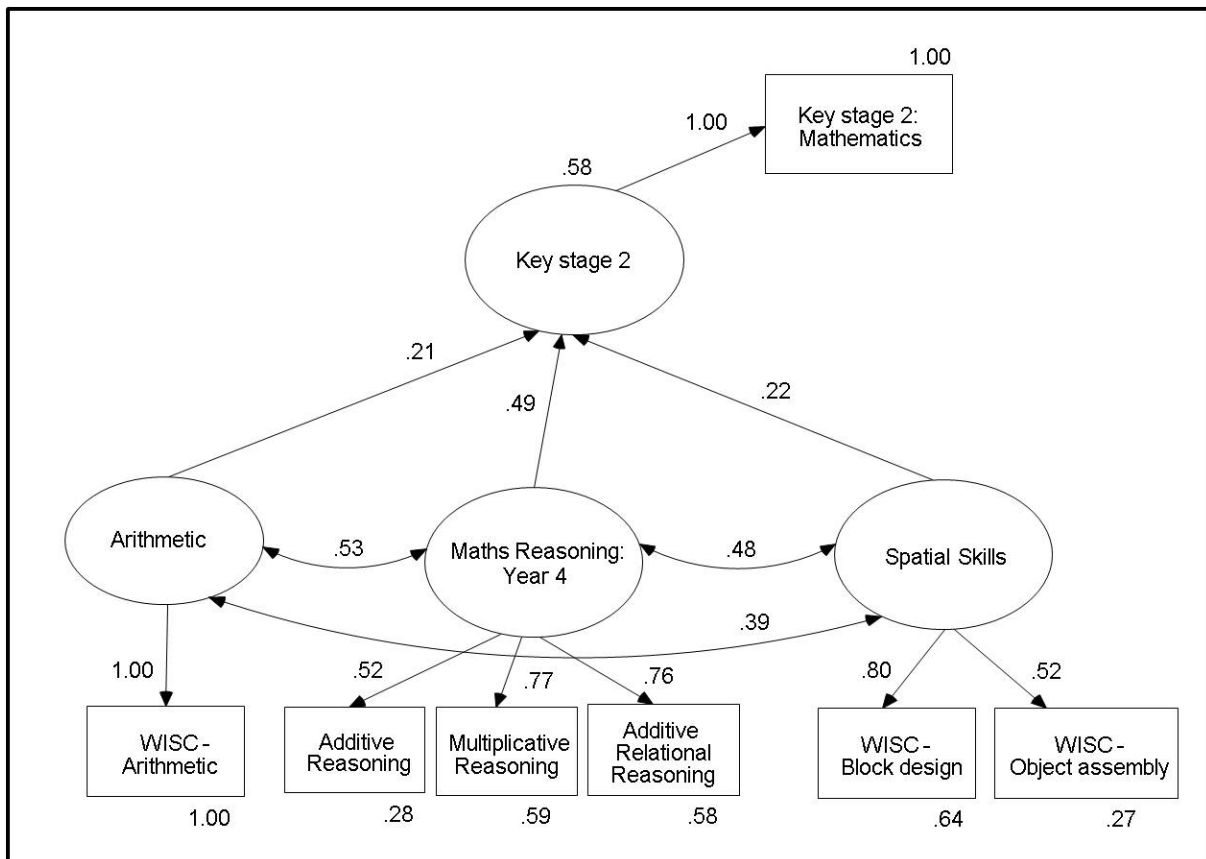 1.00
Key stage 2:
Mathematics
1.00
.58
Key stage 2
.21
.49
.22
Arithmetic
.53
Maths Reasoning:
Year 4
.48
Spatial Skills
.39
1.00
.52
.77
.76
.80
.52
WISC -
Arithmetic
Additive
Reasoning
Multiplicative
Reasoning
Additive
Relational
Reasoning
WISC -
Block design
WISC -
Object assembly
1.00
.28
.59
.58
.64
.27